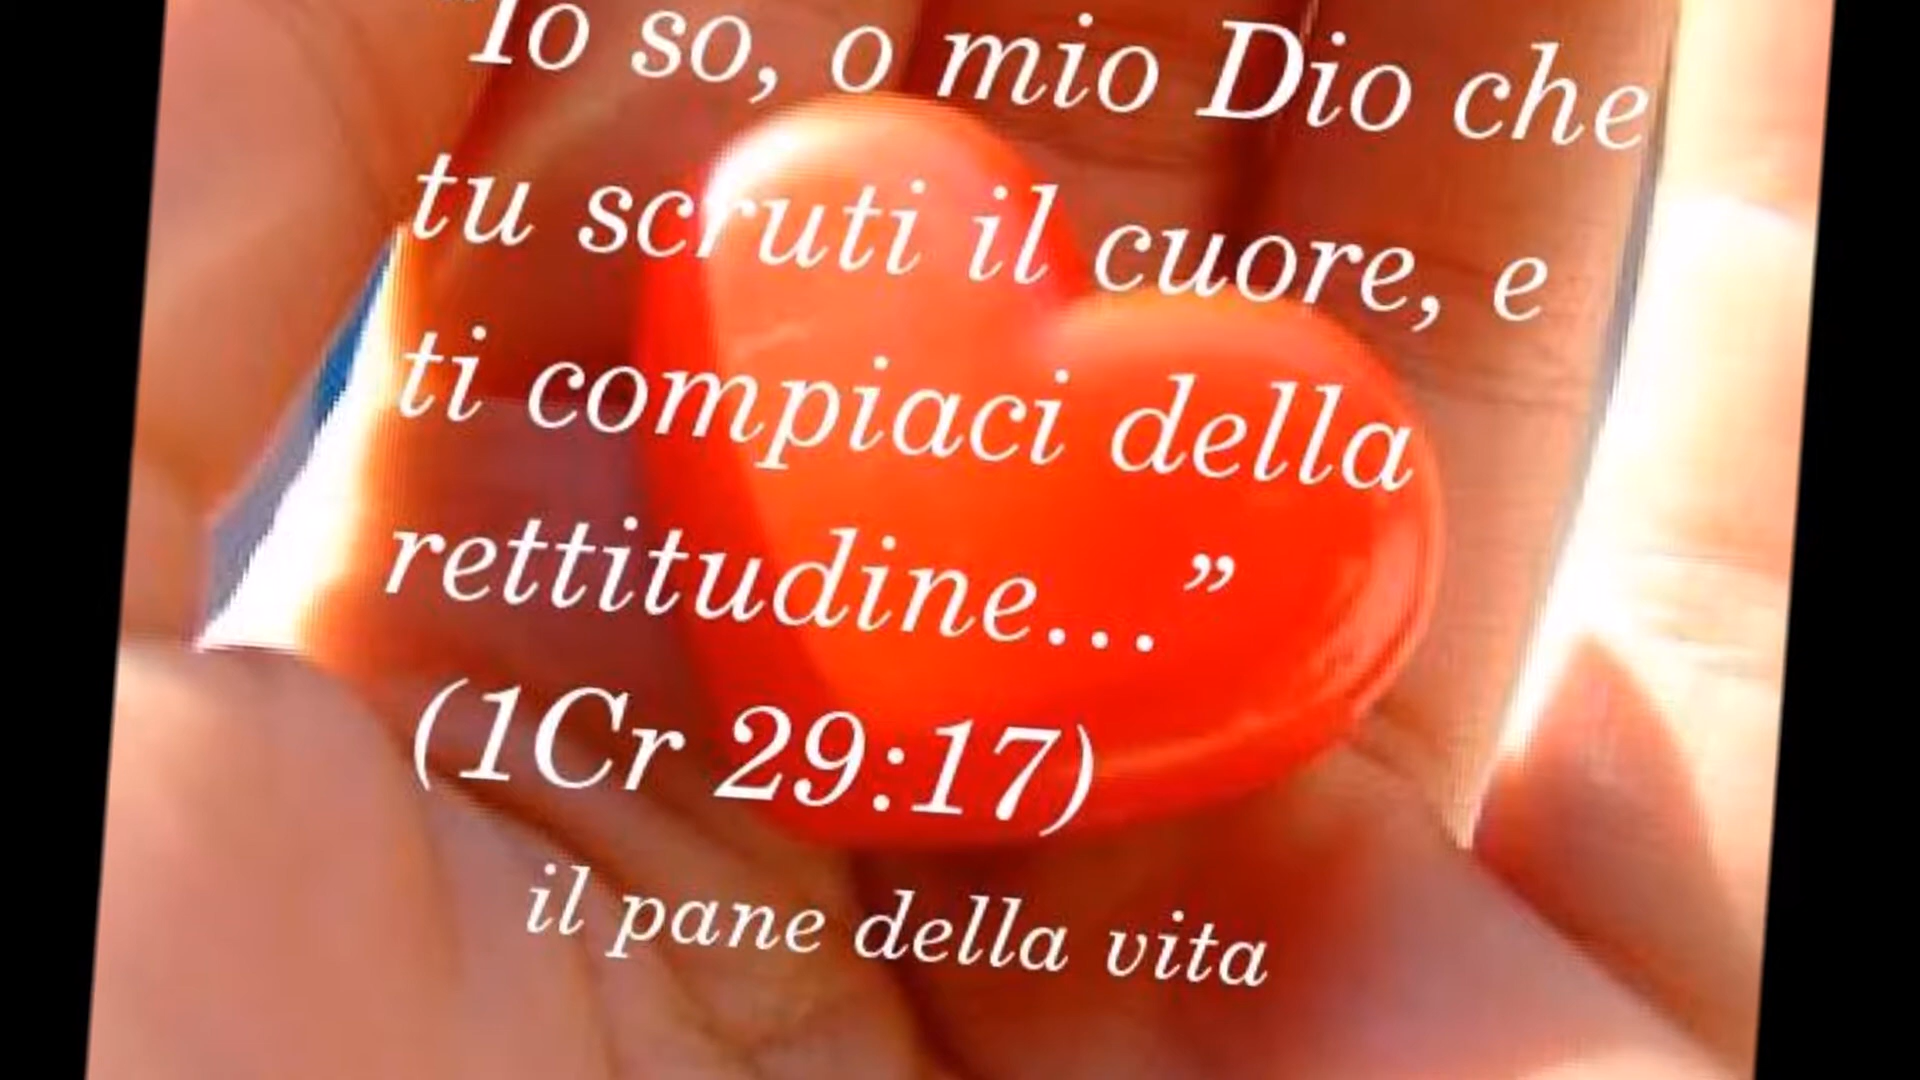 "Io so, o mio Dio che
tu scruti il cuore, e
ti compiaci della
rettitudine...”
(1Cr 29:17)
il pane della vita